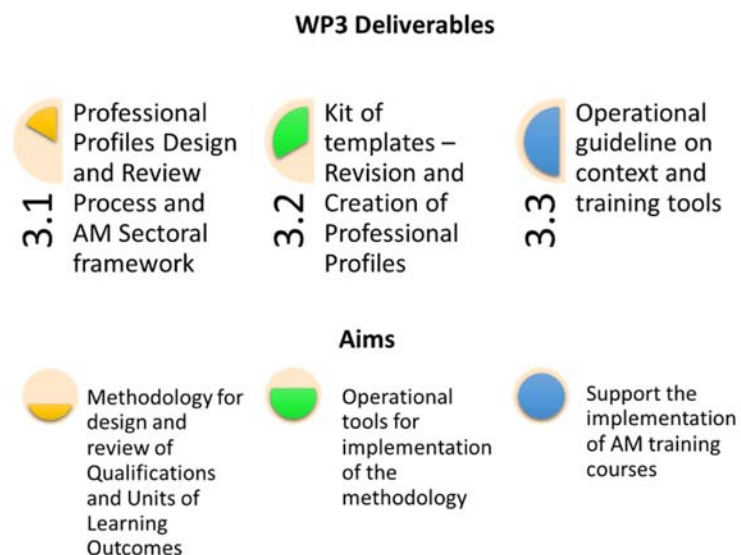 WP3 Deliverables
3.1
Professional
Profiles Design
and Review
Process and
AM Sectoral
framework
3.2
Kit of
templates –
Revision and
Creation of
Professional
Profiles
3.3
Operational
guideline on
context and
training tools
Aims
Methodology for
design and
review of
Qualifications
and Units of
Learning
Outcomes
Operational
tools for
implementation
of the
methodology
Support the
implementation
of AM training
courses